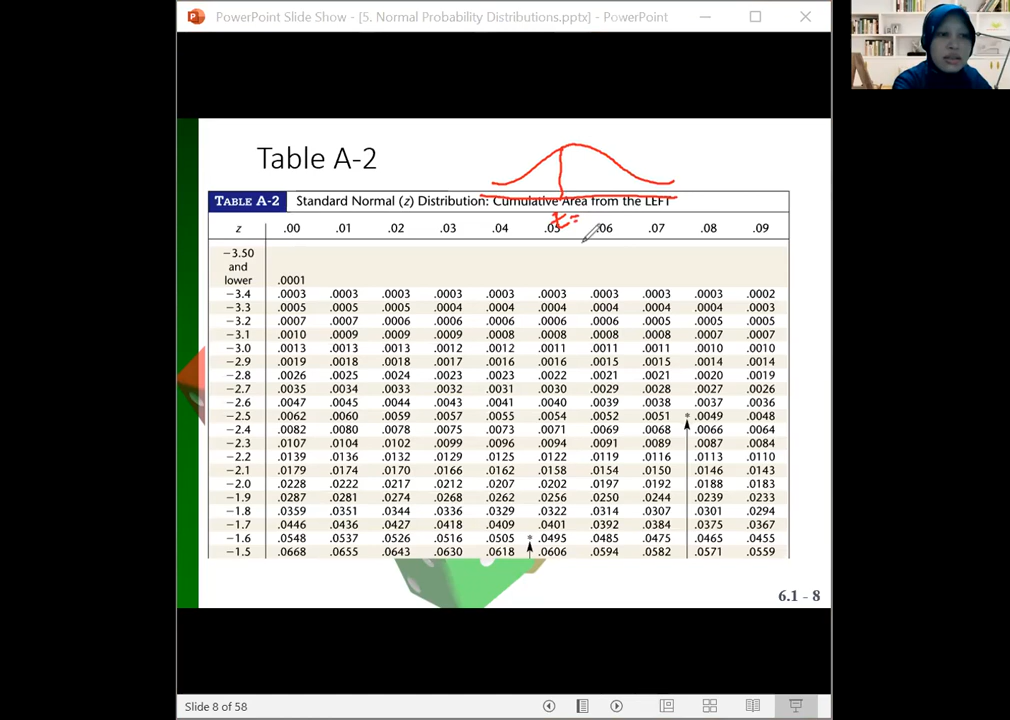 PowerPoint Slide Show - [5. Normal Probability Distributions.pptx] - PowerPoint
Table A-2
TABLE A-2 Standard Normal (z) Distribution: Cumulative Area from the LEFT
z=
z .00 .01 .02 .03 .04 .05 .06 .07 .08 .09
−3.50
and
lower .0001
−3.4 .0003 .0003 .0003 .0003 .0003 .0003 .0003 .0003 .0003 .0002
−3.3 .0005 .0005 .0005 .0004 .0004 .0004 .0004 .0004 .0004 .0003
−3.2 .0007 .0007 .0006 .0006 .0006 .0006 .0006 .0005 .0005 .0005
−3.1 .0010 .0009 .0009 .0009 .0008 .0008 .0008 .0008 .0007 .0007
−3.0 .0013 .0013 .0013 .0012 .0012 .0011 .0011 .0011 .0010 .0010
−2.9 .0019 .0018 .0018 .0017 .0016 .0016 .0015 .0015 .0014 .0014
−2.8 .0026 .0025 .0024 .0023 .0023 .0022 .0021 .0021 .0020 .0019
−2.7 .0035 .0034 .0033 .0032 .0031 .0030 .0029 .0028 .0027 .0026
−2.6 .0047 .0045 .0044 .0043 .0041 .0040 .0039 .0038 .0037 .0036
−2.5 .0062 .0060 .0059 .0057 .0055 .0054 .0052 .0051 * .0049 .0048
−2.4 .0082 .0080 .0078 .0075 .0073 .0071 .0069 .0068 .0066 .0064
−2.3 .0107 .0104 .0102 .0099 .0096 .0094 .0091 .0089 .0087 .0084
−2.2 .0139 .0136 .0132 .0129 .0125 .0122 .0119 .0116 .0113 .0110
−2.1 .0179 .0174 .0170 .0166 .0162 .0158 .0154 .0150 .0146 .0143
−2.0 .0228 .0222 .0217 .0212 .0207 .0202 .0197 .0192 .0188 .0183
−1.9 .0287 .0281 .0274 .0268 .0262 .0256 .0250 .0244 .0239 .0233
−1.8 .0359 .0351 .0344 .0336 .0329 .0322 .0314 .0307 .0301 .0294
−1.7 .0446 .0436 .0427 .0418 .0409 .0401 .0392 .0384 .0375 .0367
−1.6 .0548 .0537 .0526 .0516 .0505 * .0495 .0485 .0475 .0465 .0455
−1.5 .0668 .0655 .0643 .0630 .0618 .0606 .0594 .0582 .0571 .0559
6.1 - 8
Slide 8 of 58